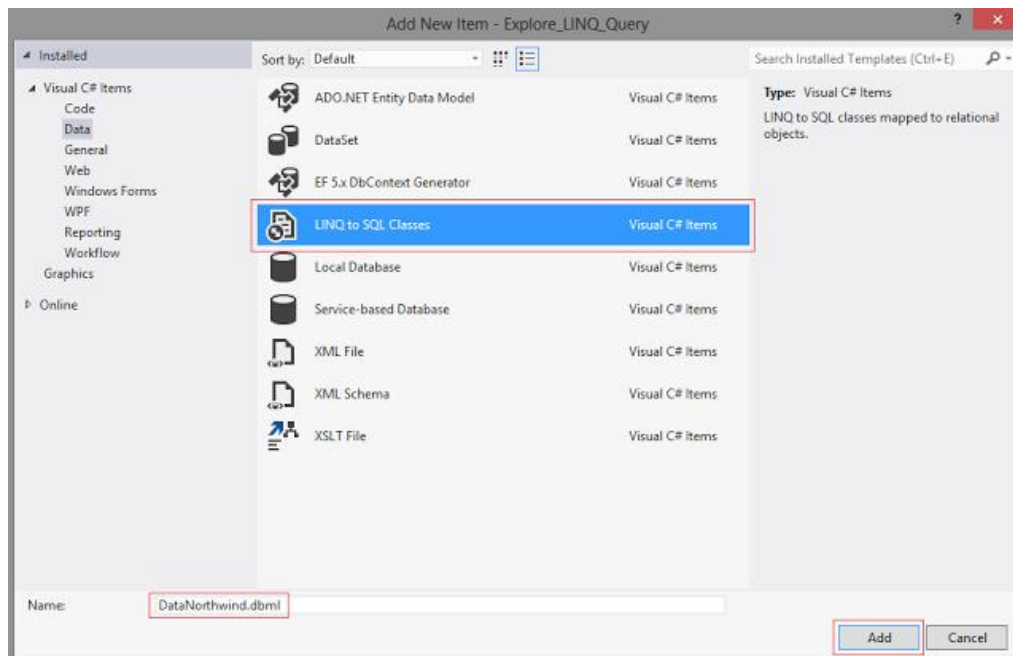 Add New Item - Explore_LINQ_Query
?
Installed
Visual C# Items
Code
Data
General
Web
Windows Forms
WPF
Reporting
Workflow
Graphics
Online
Sort by: Default
ADO.NET Entity Data Model Visual C# Items
DataSet Visual C# Items
EF 5.x DbContext Generator Visual C# Items
LINQ to SQL Classes Visual C# Items
Local Database Visual C# Items
Service-based Database Visual C# Items
XML File Visual C# Items
XML Schema Visual C# Items
XSLT File Visual C# Items
Search Installed Templates (Ctrl+E)
Type: Visual C# Items
LINQ to SQL classes mapped to relational
objects.
Name: DataNorthwind.dbml
Add Cancel